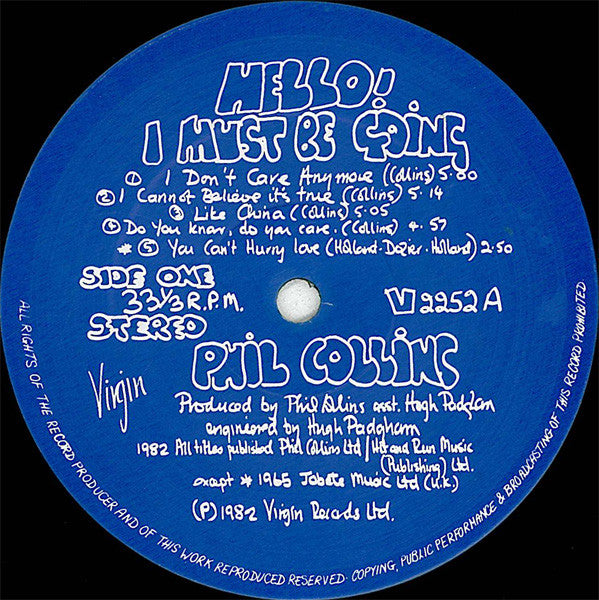 HELLO!
I MUST BE GOING
① I Don't Care Anymore (Collins) 5.00
② I Cannot Believe it's true (Collins) 5.14
③ Like China (Collins) 5.05
④ Do You know, do you care. (Collins) 4.57
* ⑤ You Can't Hurry love (Holland-Dozier-Holland) 2.50
SIDE ONE
33⅓ R.P.M.
STEREO
V2252A
PHIL COLLINS
Virgin
Produced by Phil Collins asst. Hugh Padgham
engineered by Hugh Padgham
1982 All titles published Phil Collins Ltd / Hit and Run Music
(Publishing) Ltd.
except * 1965 Jobete Music Ltd (U.K.)
(P) 1982 Virgin Records Ltd.
ALL RIGHTS OF THE RECORD PRODUCER AND OF THIS WORK REPRODUCED RESERVED. COPYING, PUBLIC PERFORMANCE & BROADCASTING OF THIS RECORD PROHIBITED